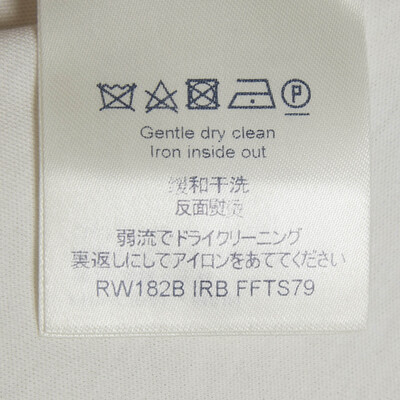 Gentle dry clean
Iron inside out
缓和干洗
反面熨烫
弱流でドライクリーニング
裏返しにしてアイロンをあててください
RW182B IRB FFTS79